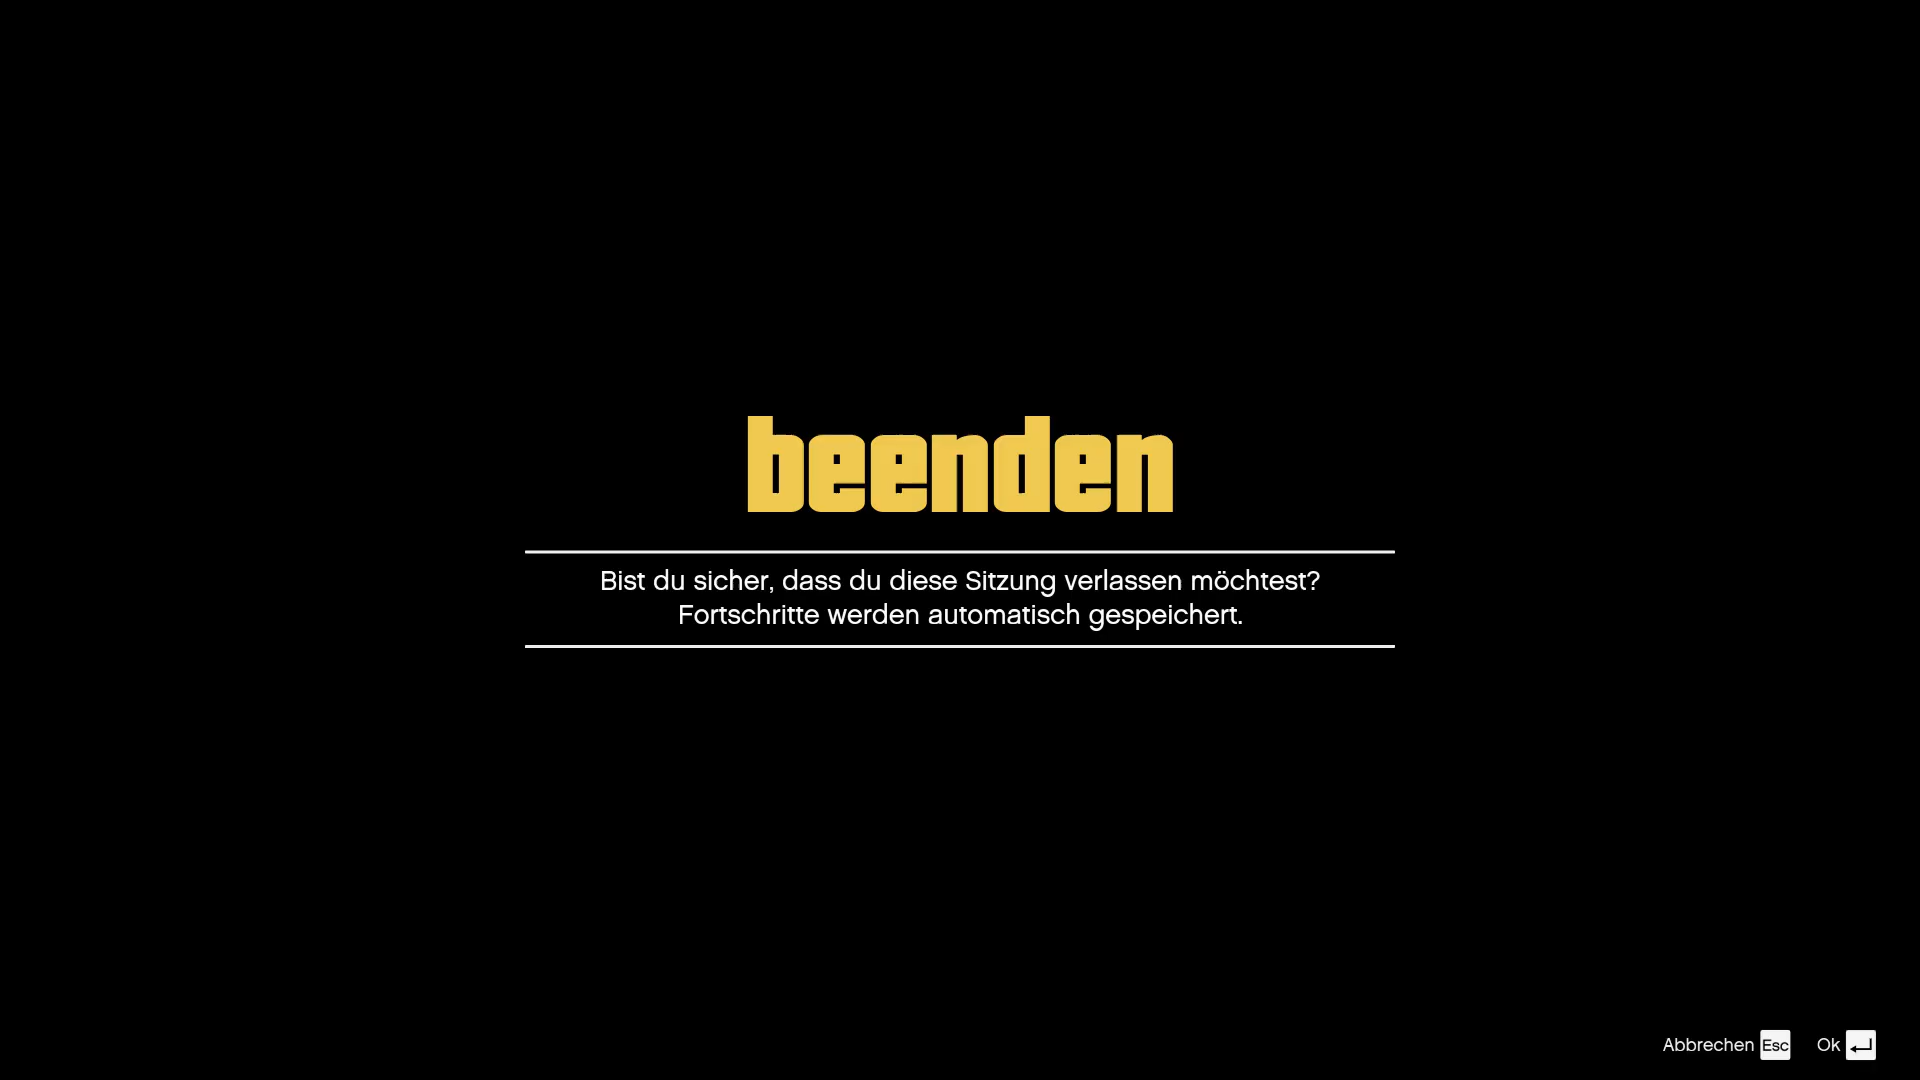 beenden
Bist du sicher, dass du diese Sitzung verlassen möchtest?
Fortschritte werden automatisch gespeichert.
Abbrechen Esc Ok